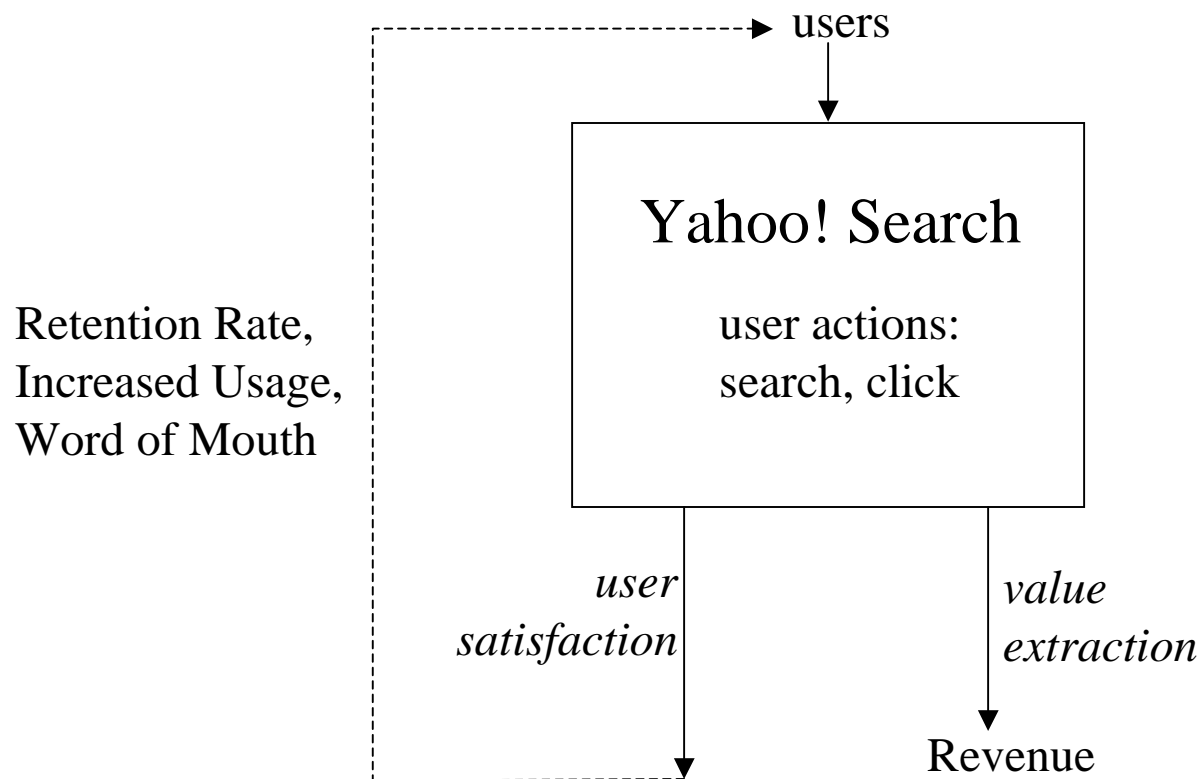 users
Yahoo! Search
user actions:
search, click
Retention Rate,
Increased Usage,
Word of Mouth
user
satisfaction
value
extraction
Revenue